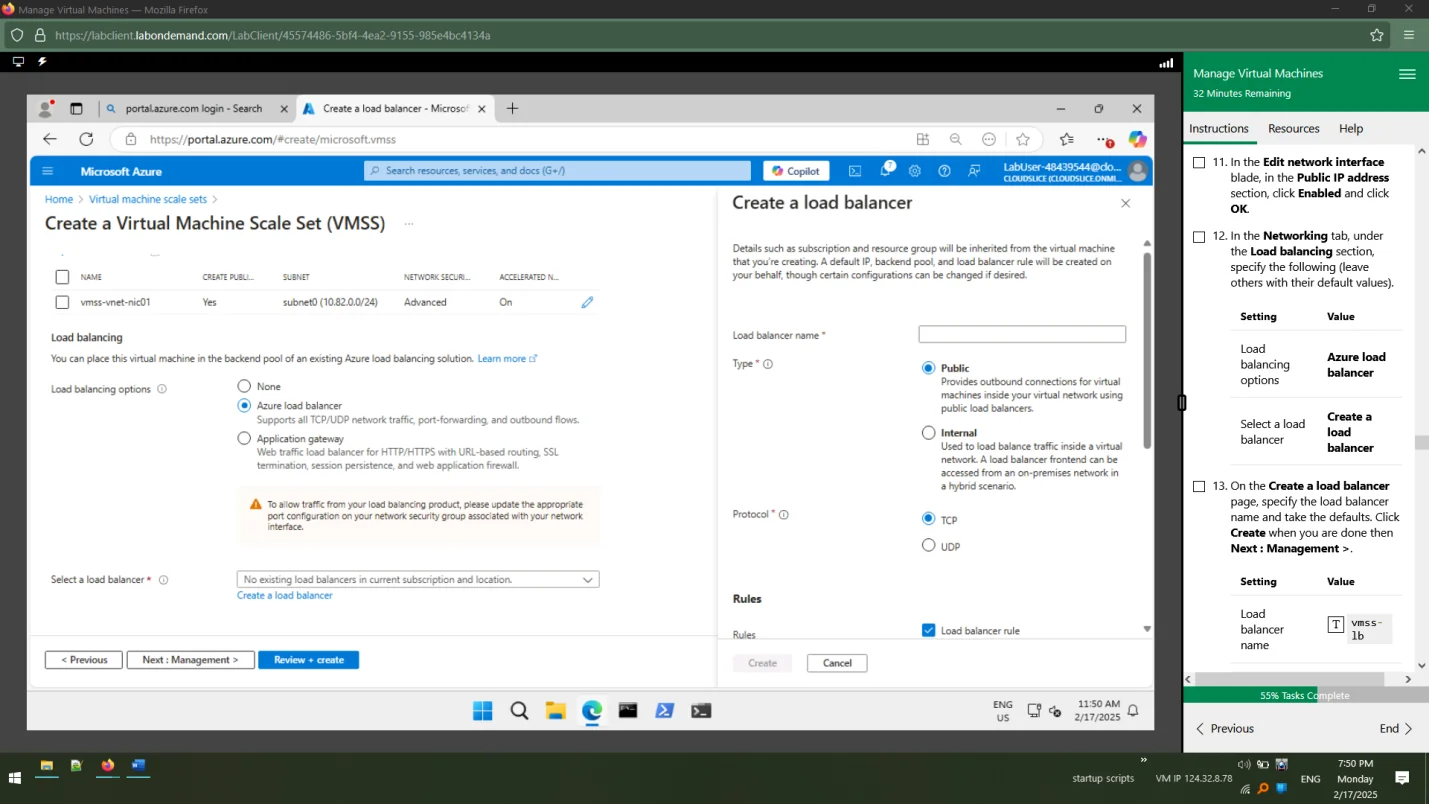 Manage Virtual Machines — Mozilla Firefox
https://labclient.labondemand.com/LabClient/45574486-5bf4-4ea2-9155-985e4bc4134a
portal.azure.com login - Search
Create a load balancer - Microsof
https://portal.azure.com/#create/microsoft.vmss
Microsoft Azure
Search resources, services, and docs (G+/)
Copilot
7
LabUser-48439544@clo...
CLOUDSLICE (CLOUDSLICE.ONMI...
Home > Virtual machine scale sets >
Create a Virtual Machine Scale Set (VMSS)
...
NAME CREATE PUBLI... SUBNET NETWORK SECURI... ACCELERATED N...
vmss-vnet-nic01 Yes subnet0 (10.82.0.0/24) Advanced On
Load balancing
You can place this virtual machine in the backend pool of an existing Azure load balancing solution. Learn more
Load balancing options
None
Azure load balancer
Supports all TCP/UDP network traffic, port-forwarding, and outbound flows.
Application gateway
Web traffic load balancer for HTTP/HTTPS with URL-based routing, SSL
termination, session persistence, and web application firewall.
To allow traffic from your load balancing product, please update the appropriate
port configuration on your network security group associated with your network
interface.
Select a load balancer *
No existing load balancers in current subscription and location.
Create a load balancer
< Previous
Next : Management >
Review + create
Create a load balancer
Details such as subscription and resource group will be inherited from the virtual machine
that you're creating. A default IP, backend pool, and load balancer rule will be created on
your behalf, though certain configurations can be changed if desired.
Load balancer name *
Type *
Public
Provides outbound connections for virtual
machines inside your virtual network using
public load balancers.
Internal
Used to load balance traffic inside a virtual
network. A load balancer frontend can be
accessed from an on-premises network in
a hybrid scenario.
Protocol *
TCP
UDP
Rules
Rules
Load balancer rule
Create
Cancel
ENG
US
11:50 AM
2/17/2025
Manage Virtual Machines
32 Minutes Remaining
Instructions Resources Help
11. In the Edit network interface
blade, in the Public IP address
section, click Enabled and click
OK.
12. In the Networking tab, under
the Load balancing section,
specify the following (leave
others with their default values).
Setting Value
Load
balancing
options
Azure load
balancer
Select a load
balancer
Create a
load
balancer
13. On the Create a load balancer
page, specify the load balancer
name and take the defaults. Click
Create when you are done then
Next : Management >.
Setting Value
Load
balancer
name
T
vmss-
lb
55% Tasks Complete
< Previous
End >
startup scripts
»
VM IP 124.32.8.78
ENG
7:50 PM
Monday
2/17/2025